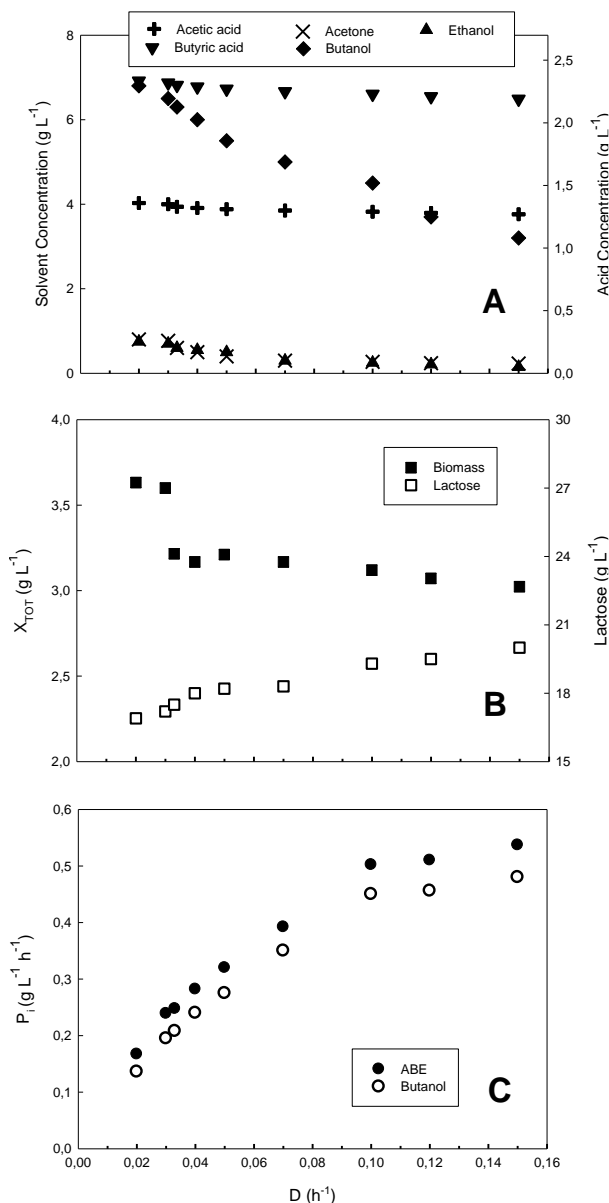 Acetic acid Acetone Ethanol
Butyric acid Butanol
8
6
4
2
0
Solvent Concentration (g L-1)
2,5
2,0
1,5
1,0
0,5
0,0
Acid Concentration (g L-1)
A
4,0
3,5
3,0
2,5
2,0
XTOT (g L-1)
Biomass
Lactose
30
27
24
21
18
15
Lactose (g L-1)
B
0,6
0,5
0,4
0,3
0,2
0,1
0,0
Pi (g L-1 h-1)
ABE
Butanol
C
0,00 0,02 0,04 0,06 0,08 0,10 0,12 0,14 0,16
D (h-1)